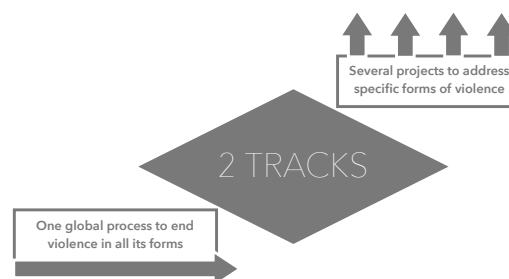 Several projects to address
specific forms of violence
2 TRACKS
One global process to end
violence in all its forms